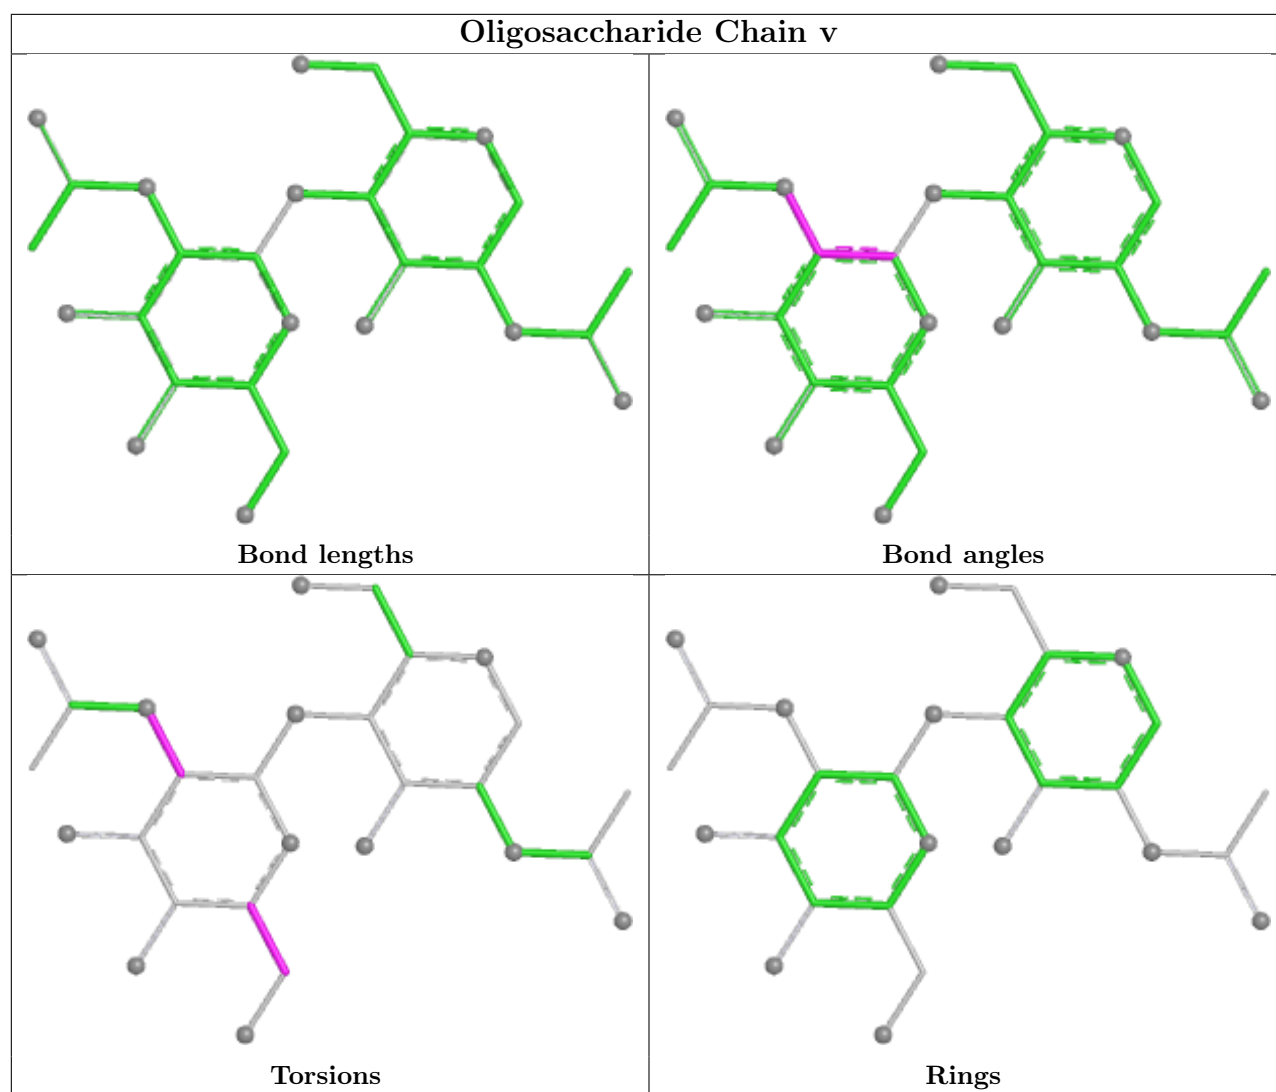 Oligosaccharide Chain v
Bond lengths
Bond angles
Torsions
Rings